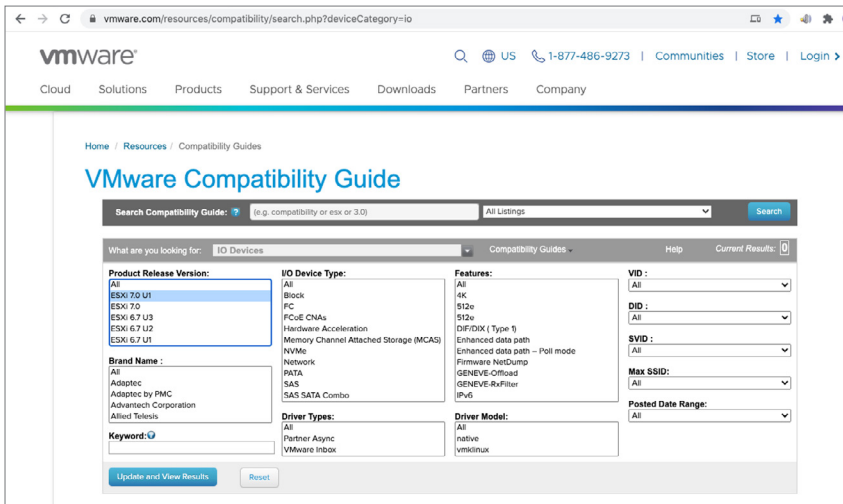 vmware.com/resources/compatibility/search.php?deviceCategory=io
vmware®
US 1-877-486-9273 | Communities | Store | Login >
Cloud Solutions Products Support & Services Downloads Partners Company
Home / Resources / Compatibility Guides
VMware Compatibility Guide
Search Compatibility Guide: ? (e.g. compatibility or esx or 3.0) All Listings Search
What are you looking for: IO Devices Compatibility Guides Help Current Results: 0
Product Release Version:
All
ESXi 7.0 U1
ESXi 7.0
ESXi 6.7 U3
ESXi 6.7 U2
ESXi 6.7 U1
Brand Name :
All
Adaptec
Adaptec by PMC
Advantech Corporation
Allied Telesis
Keyword: ?
I/O Device Type:
All
Block
FC
FCoE CNAs
Hardware Acceleration
Memory Channel Attached Storage (MCAS)
NVMe
Network
PATA
SAS
SAS SATA Combo
Driver Types:
All
Partner Async
VMware Inbox
Features:
All
4K
512e
512e
DIF/DIX ( Type 1)
Enhanced data path
Enhanced data path – Poll mode
Firmware NetDump
GENEVE-Offload
GENEVE-RxFilter
IPv6
Driver Model:
All
native
vmklinux
VID :
All
DID :
All
SVID :
All
Max SSID:
All
Posted Date Range:
All
Update and View Results Reset